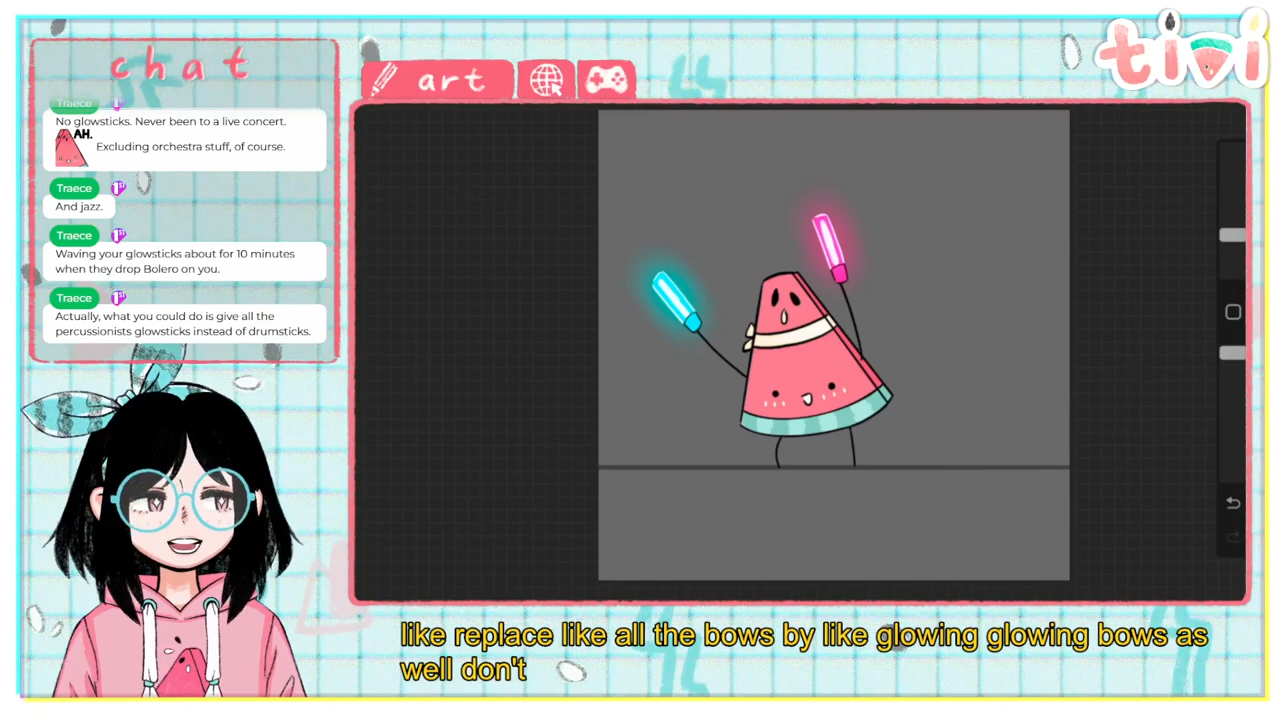 chat
art
tivi
Traece
No glowsticks. Never been to a live concert.
AH.
Excluding orchestra stuff, of course.
Traece
1st
And jazz.
Traece
1st
Waving your glowsticks about for 10 minutes
when they drop Bolero on you.
Traece
1st
Actually, what you could do is give all the
percussionists glowsticks instead of drumsticks.
like replace like all the bows by like glowing glowing bows as
well don't